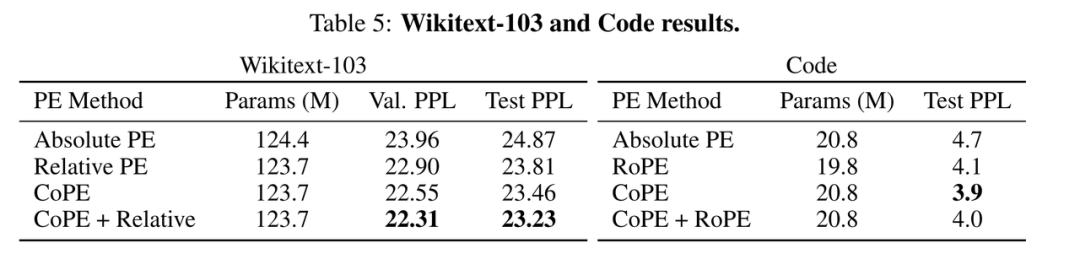 Table 5: Wikitext-103 and Code results.
Wikitext-103
PE Method Params (M) Val. PPL Test PPL
Absolute PE 124.4 23.96 24.87
Relative PE 123.7 22.90 23.81
CoPE 123.7 22.55 23.46
CoPE + Relative 123.7 22.31 23.23
Code
PE Method Params (M) Test PPL
Absolute PE 20.8 4.7
RoPE 19.8 4.1
CoPE 20.8 3.9
CoPE + RoPE 20.8 4.0